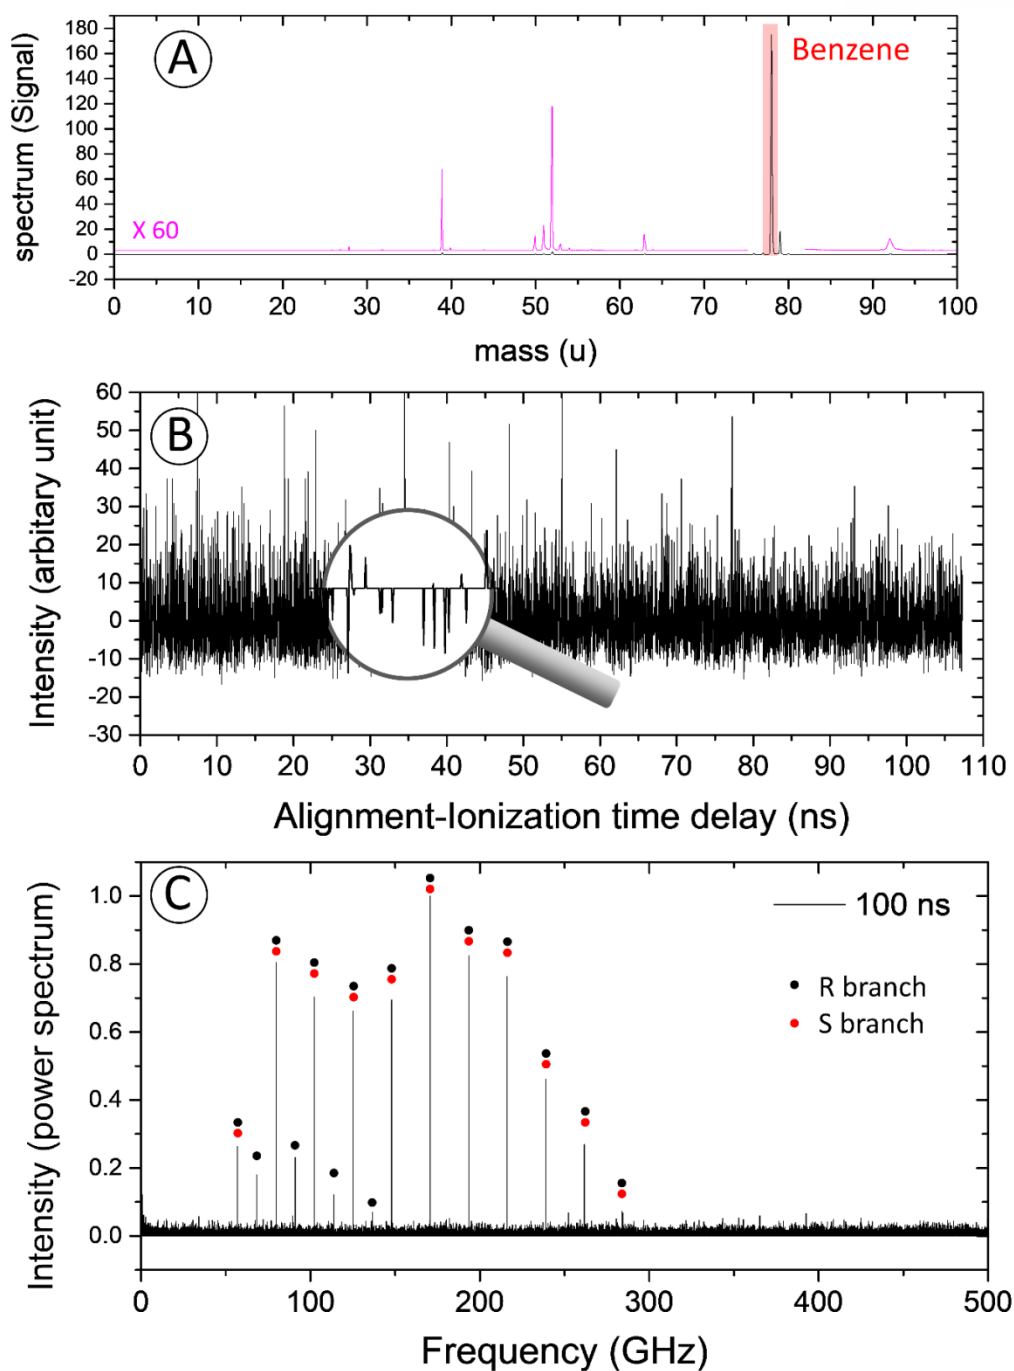 A
Benzene
X 60
spectrum (Signal)
180
160
140
120
100
80
60
40
20
0
-20
0 10 20 30 40 50 60 70 80 90 100
mass (u)
B
Intensity (arbitary unit)
60
50
40
30
20
10
0
-10
-20
-30
0 10 20 30 40 50 60 70 80 90 100 110
Alignment-Ionization time delay (ns)
C
100 ns
R branch
S branch
Intensity (power spectrum)
1.0
0.8
0.6
0.4
0.2
0.0
0 100 200 300 400 500
Frequency (GHz)